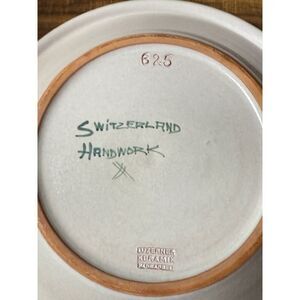 625
SWITZERLAND
HANDWORK
LUZERNER
KERAMIK